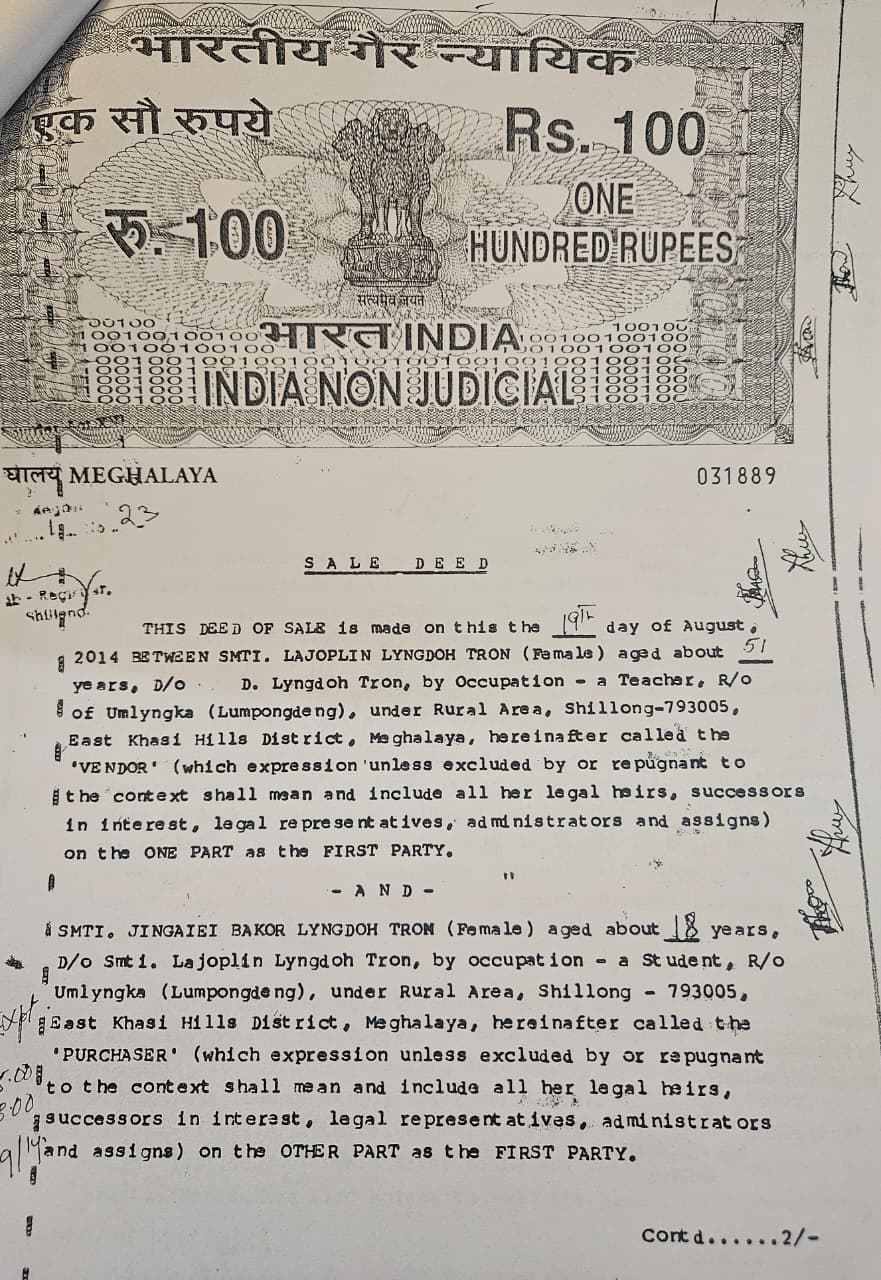 भारतीय गैर न्यायिक
एक सौ रुपये
Rs. 100
रू. 100
ONE
HUNDRED RUPEES
सत्यमेव जयते
भारत INDIA
INDIA NON JUDICIAL
MEGHALAYA
031889
23
Shillong.
SALE DEED
THIS DEED OF SALE is made on this the 19th day of August,
2014 BETWEEN SMTI. LAJOPLIN LYNGDOH TRON (Female) aged about 51
years, D/o D. Lyngdoh Tron, by Occupation - a Teacher, R/o
of Umlyngka (Lumpongdeng), under Rural Area, Shillong-793005,
East Khasi Hills District, Meghalaya, hereinafter called the
'VENDOR' (which expression unless excluded by or repugnant to
the context shall mean and include all her legal heirs, successors
in interest, legal representatives, administrators and assigns)
on the ONE PART as the FIRST PARTY.
- A N D -
SMTI. JINGAIEI BAKOR LYNGDOH TRON (Female) aged about 18 years,
D/o Smti. Lajoplin Lyngdoh Tron, by occupation - a Student, R/o
Umlyngka (Lumpongdeng), under Rural Area, Shillong - 793005,
East Khasi Hills District, Meghalaya, hereinafter called the
'PURCHASER' (which expression unless excluded by or repugnant
to the context shall mean and include all her legal heirs,
successors in interest, legal representatives, administrators
and assigns) on the OTHER PART as the FIRST PARTY.
Contd......2/-